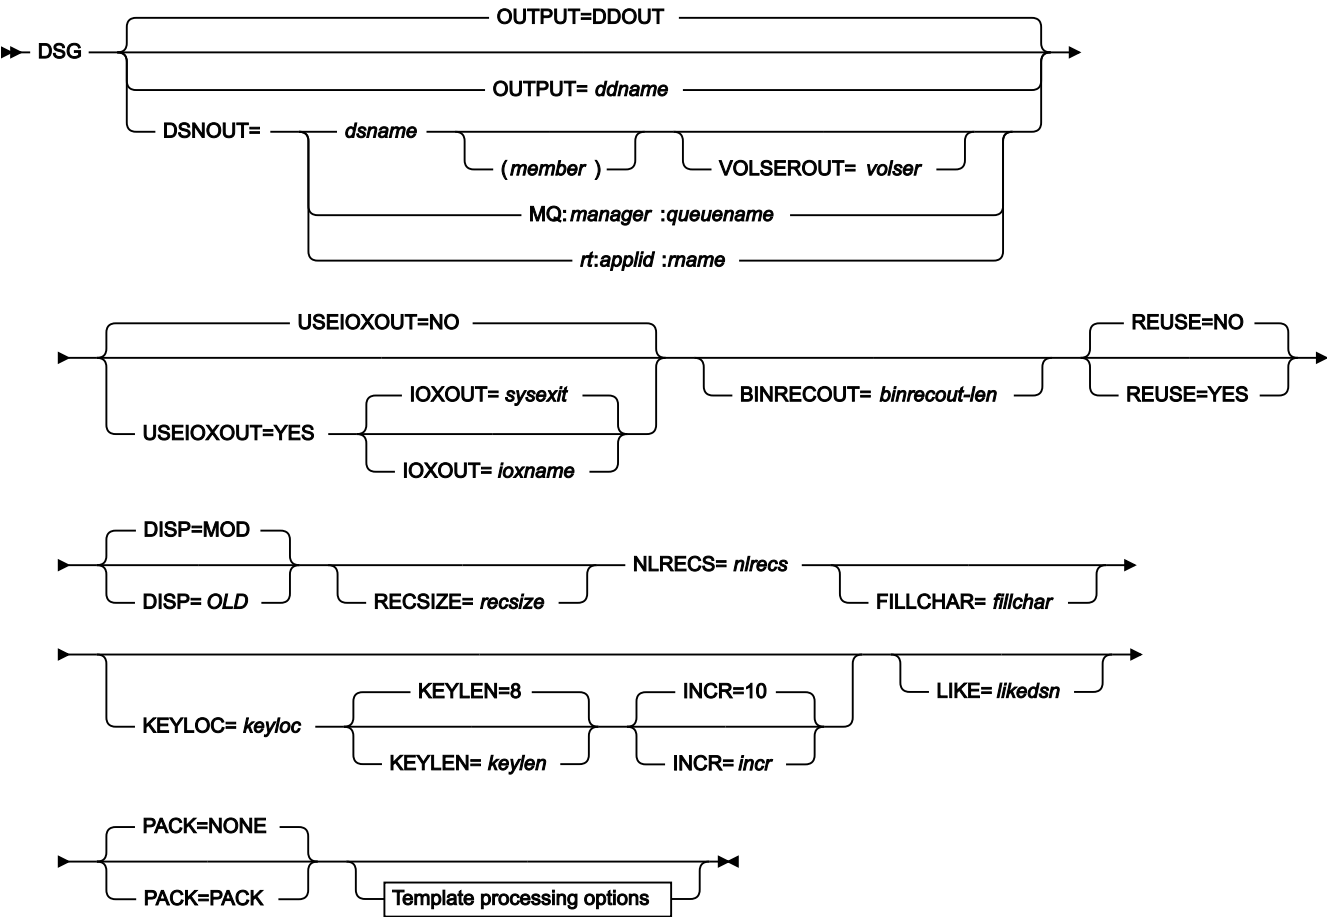 OUTPUT=DDOUT
DSG
OUTPUT= ddname
DSNOUT= dsname
(member ) VOLSEROUT= volser
MQ:manager :queuename
rt:applid :rname
USEIOXOUT=NO REUSE=NO
IOXOUT= sysexit BINRECOUT= binrecout-len REUSE=YES
USEIOXOUT=YES
IOXOUT= ioxname
DISP=MOD
NLRECS= nlrecs
DISP= OLD RECSIZE= recsize FILLCHAR= fillchar
KEYLEN=8 INCR=10 LIKE= likedsn
KEYLOC= keyloc
KEYLEN= keylen INCR= incr
PACK=NONE
PACK=PACK Template processing options